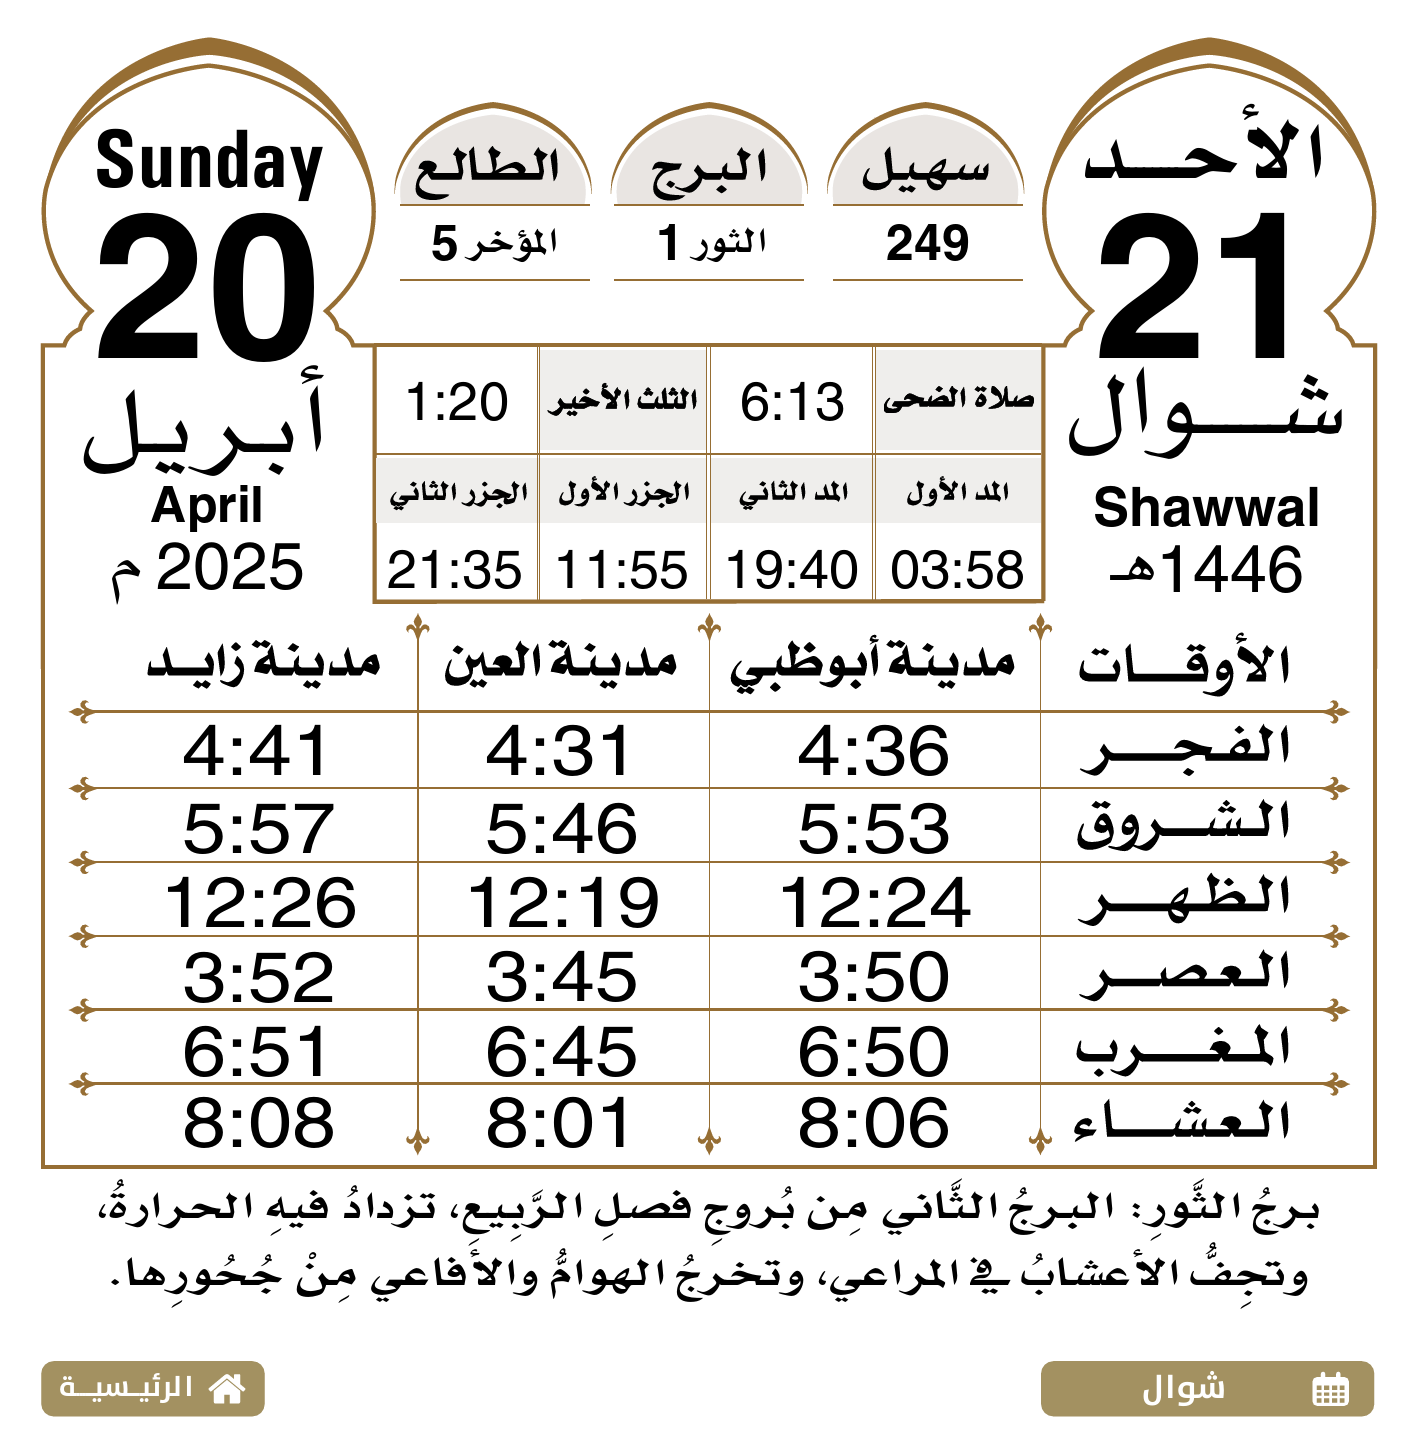 الأحد
21
شوال
Shawwal
1446هـ
سهيل
249
البرج
الثور 1
الطالع
المؤخر 5
Sunday
20
أبريل
April
2025 م
صلاة الضحى 6:13 الثلث الأخير 1:20
المد الأول المد الثاني الجزر الأول الجزر الثاني
03:58 19:40 11:55 21:35
الأوقات مدينة أبوظبي مدينة العين مدينة زايد
الفجر 4:36 4:31 4:41
الشروق 5:53 5:46 5:57
الظهر 12:24 12:19 12:26
العصر 3:50 3:45 3:52
المغرب 6:50 6:45 6:51
العشاء 8:06 8:01 8:08
برجُ الثَّورِ: البرجُ الثَّاني مِن بُروجِ فصلِ الرَّبِيعِ، تزدادُ فيهِ الحرارةُ،
وتجِفُّ الأعشابُ في المراعي، وتخرجُ الهوامُّ والأفاعي مِنْ جُحُورِها.
شوال
الرئيسية